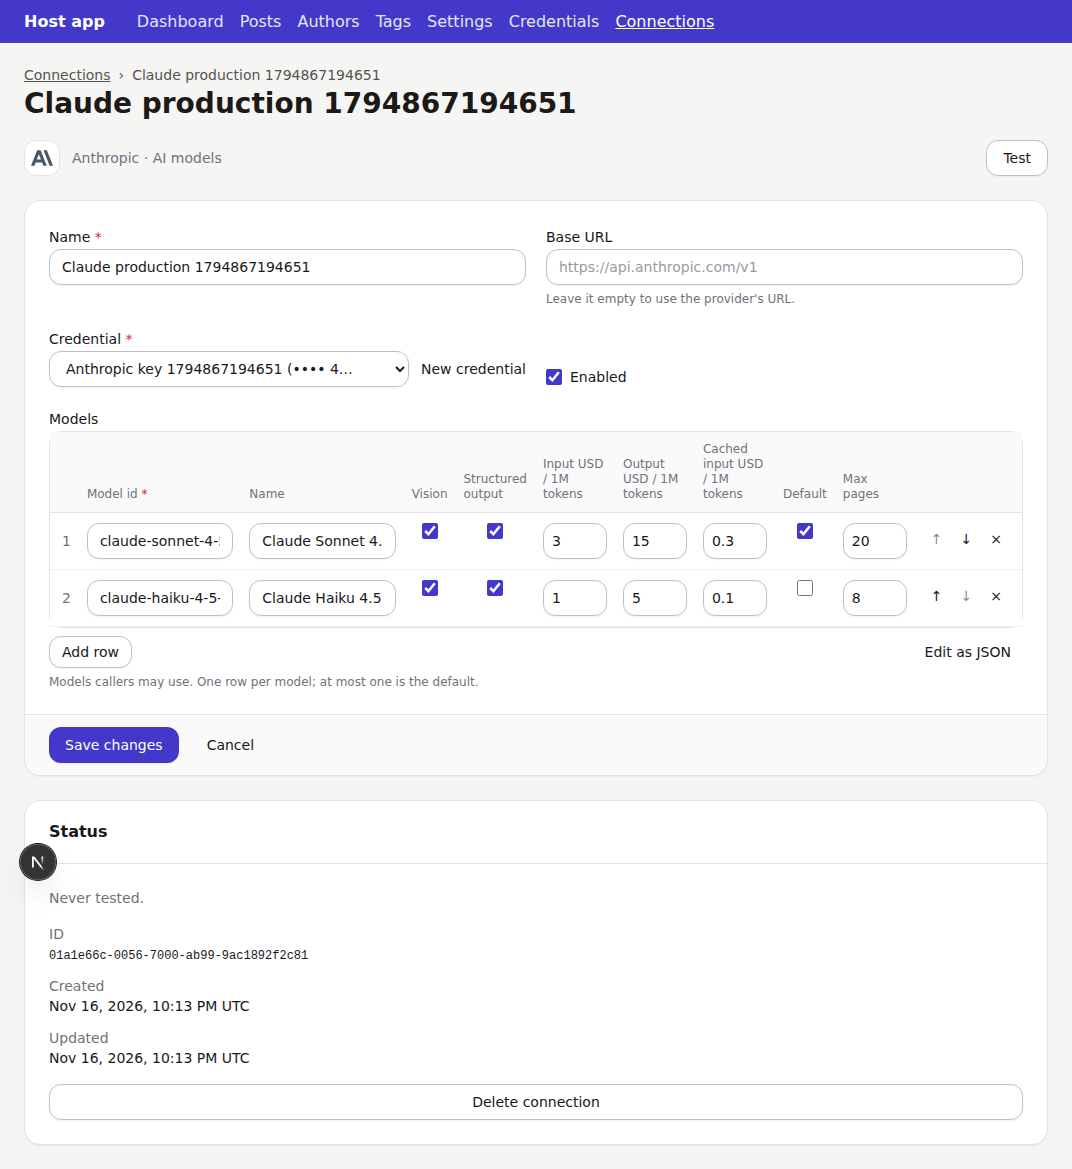 Host app Dashboard Posts Authors Tags Settings Credentials Connections
Connections › Claude production 1794867194651
Claude production 1794867194651
Anthropic · AI models
Test
Name *
Claude production 1794867194651
Base URL
https://api.anthropic.com/v1
Leave it empty to use the provider's URL.
Credential *
Anthropic key 1794867194651 (•••• 4…
New credential
Enabled
Models
Model id *
Name
Vision
Structured output
Input USD / 1M tokens
Output USD / 1M tokens
Cached input USD / 1M tokens
Default
Max pages
1 claude-sonnet-4- Claude Sonnet 4. 3 15 0.3 20 ↑ ↓ ×
2 claude-haiku-4-5- Claude Haiku 4.5 1 5 0.1 8 ↑ ↓ ×
Add row
Edit as JSON
Models callers may use. One row per model; at most one is the default.
Save changes
Cancel
Status
N
Never tested.
ID
01a1e66c-0056-7000-ab99-9ac1892f2c81
Created
Nov 16, 2026, 10:13 PM UTC
Updated
Nov 16, 2026, 10:13 PM UTC
Delete connection